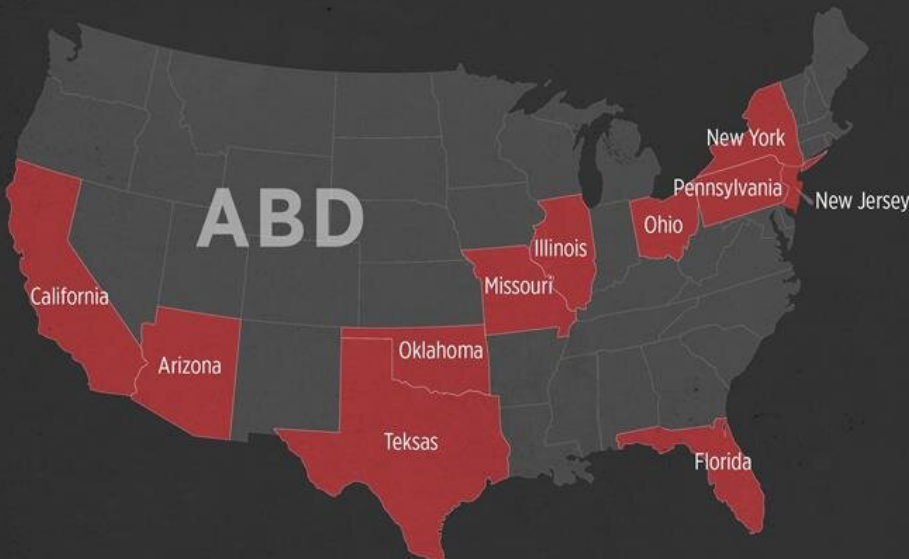 New York
Pennsylvania
New Jersey
ABD
Ohio
Illinois
Missouri
California
Oklahoma
Arizona
Teksas
Florida